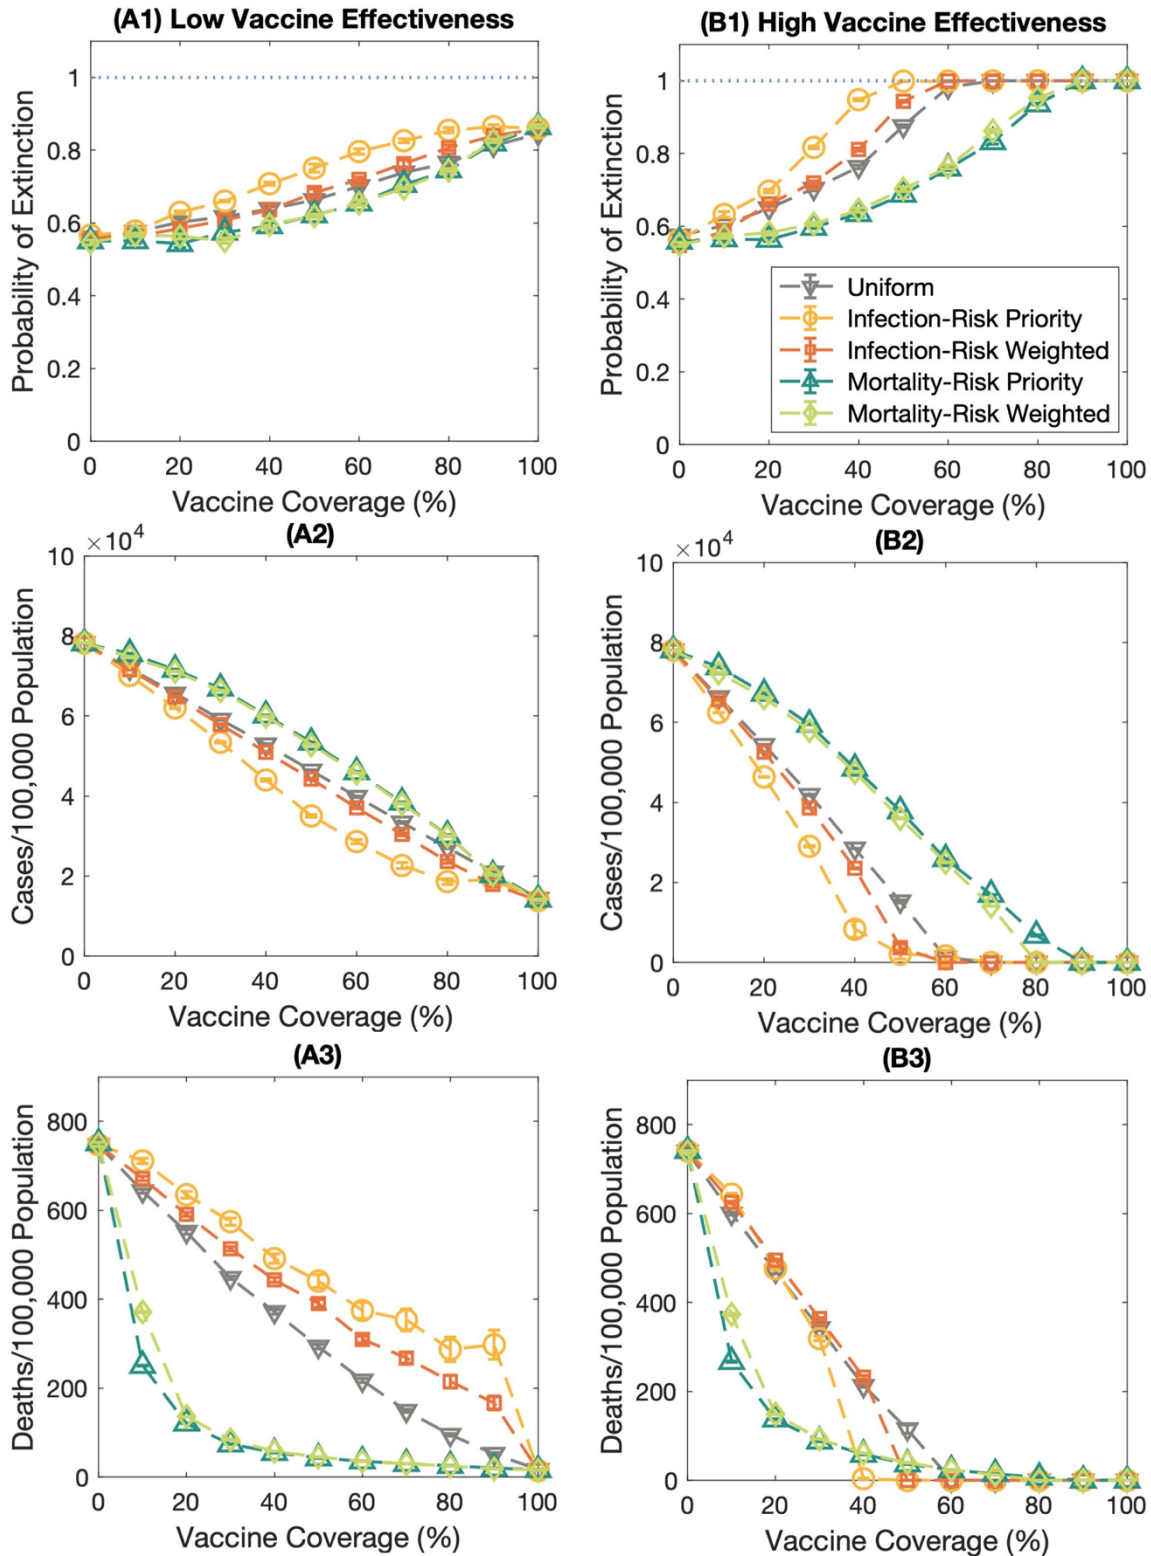 (A1) Low Vaccine Effectiveness
Probability of Extinction
1
0.8
0.6
0.4
0.2
0
0 20 40 60 80 100
Vaccine Coverage (%)
(B1) High Vaccine Effectiveness
Probability of Extinction
1
0.8
0.6
0.4
0.2
0
Uniform
Infection-Risk Priority
Infection-Risk Weighted
Mortality-Risk Priority
Mortality-Risk Weighted
0 20 40 60 80 100
Vaccine Coverage (%)
(A2)
×10⁴
Cases/100,000 Population
10
8
6
4
2
0
0 20 40 60 80 100
Vaccine Coverage (%)
(B2)
×10⁴
Cases/100,000 Population
10
8
6
4
2
0
0 20 40 60 80 100
Vaccine Coverage (%)
(A3)
Deaths/100,000 Population
800
600
400
200
0
0 20 40 60 80 100
Vaccine Coverage (%)
(B3)
Deaths/100,000 Population
800
600
400
200
0
0 20 40 60 80 100
Vaccine Coverage (%)